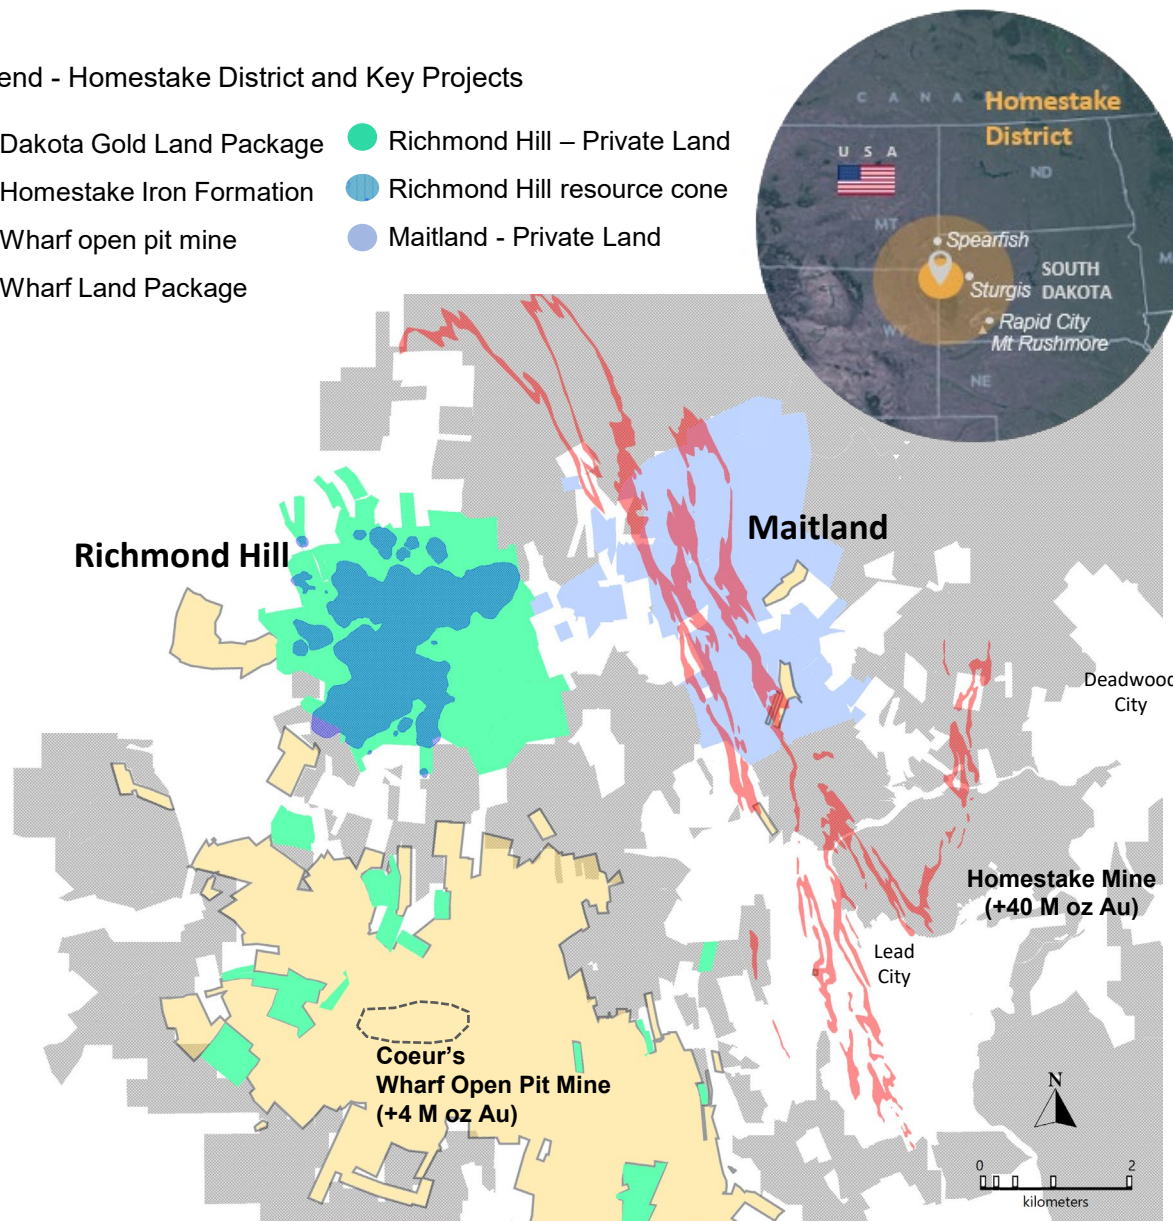 end - Homestake District and Key Projects
Dakota Gold Land Package
Homestake Iron Formation
Wharf open pit mine
Wharf Land Package
Richmond Hill – Private Land
Richmond Hill resource cone
Maitland - Private Land
C A N A
Homestake
District
U S A
ND
MT
Spearfish
SOUTH
DAKOTA
Sturgis
WY
Rapid City
Mt Rushmore
NE
Richmond Hill
Maitland
Deadwood
City
Homestake Mine
(+40 M oz Au)
Lead
City
Coeur's
Wharf Open Pit Mine
(+4 M oz Au)
N
0 2
kilometers